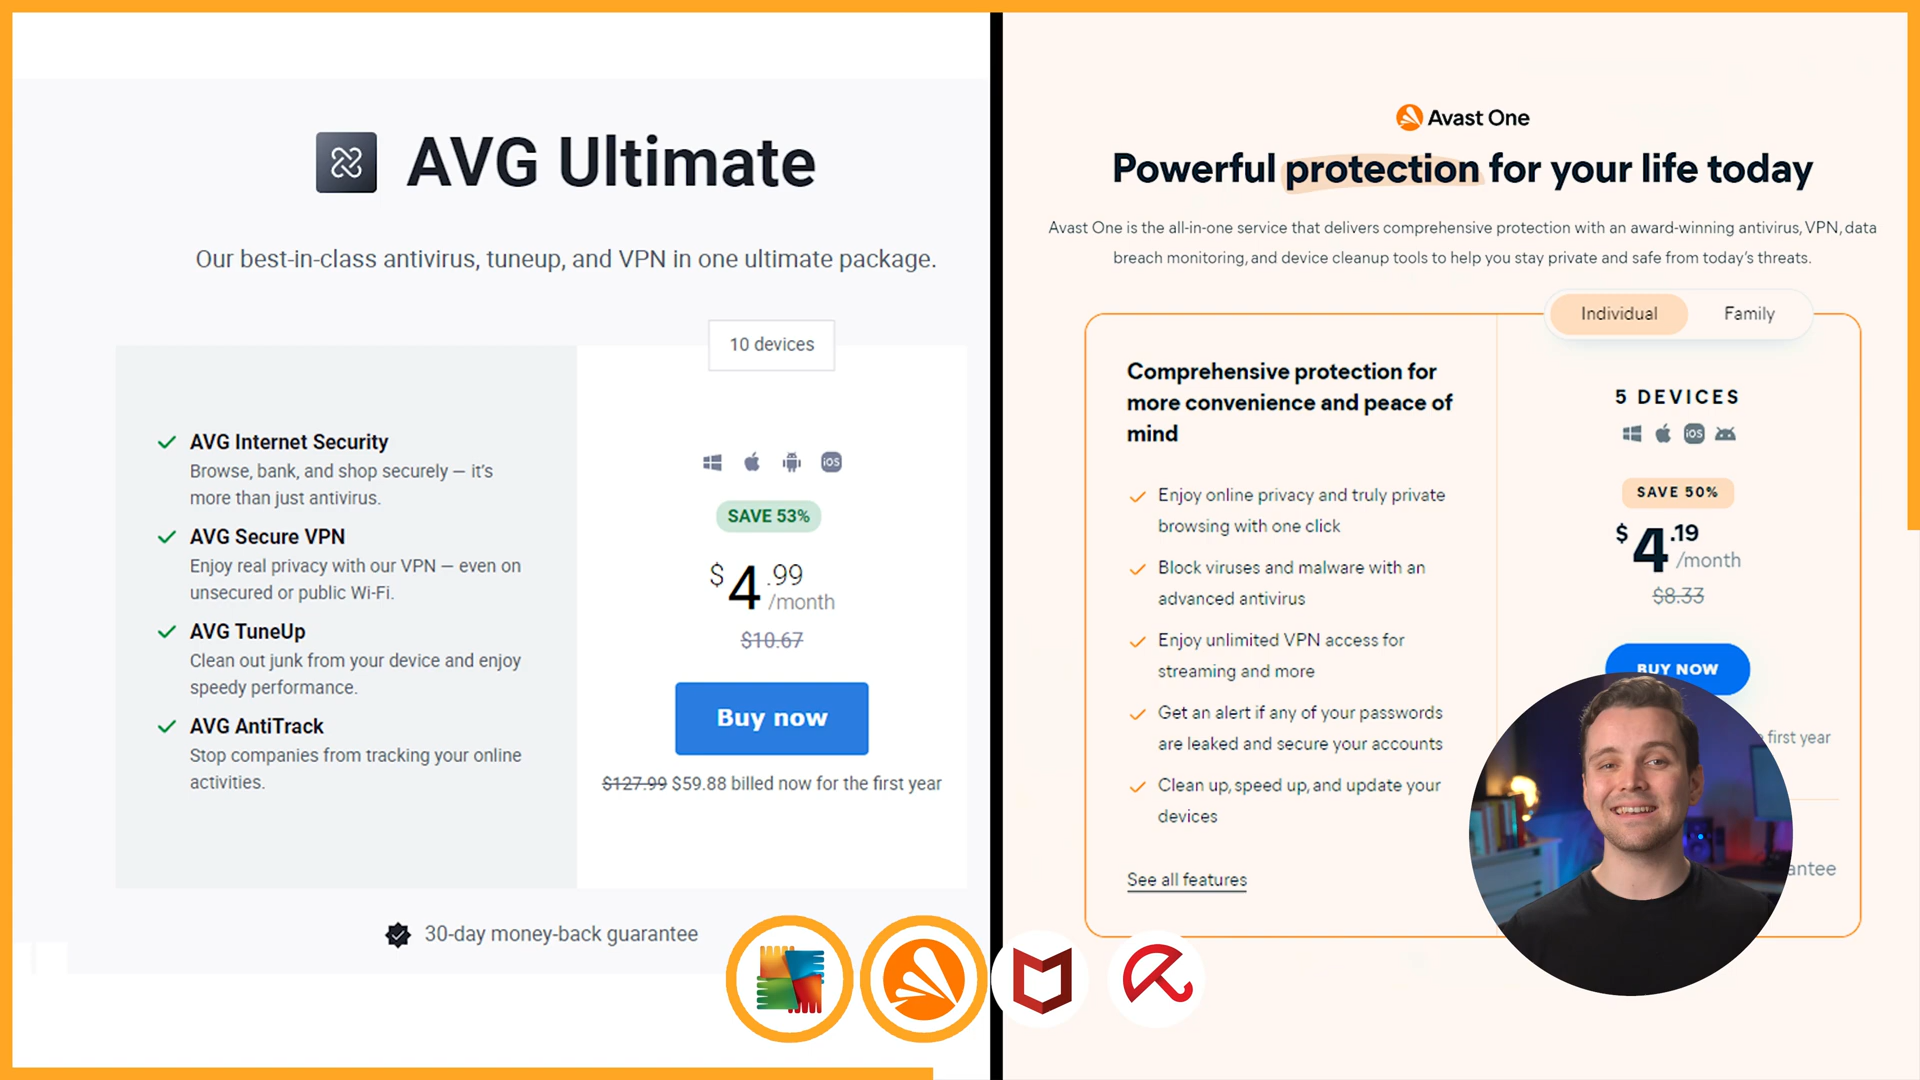 AVG Ultimate
Our best-in-class antivirus, tuneup, and VPN in one ultimate package.
10 devices
AVG Internet Security
Browse, bank, and shop securely – it's
more than just antivirus.
AVG Secure VPN
Enjoy real privacy with our VPN – even on
unsecured or public Wi-Fi.
AVG TuneUp
Clean out junk from your device and enjoy
speedy performance.
AVG AntiTrack
Stop companies from tracking your online
activities.
iOS
SAVE 53%
$4.99
/month
$10.67
Buy now
$127.99 $59.88 billed now for the first year
30-day money-back guarantee
Avast One
Powerful protection for your life today
Avast One is the all-in-one service that delivers comprehensive protection with an award-winning antivirus, VPN, data
breach monitoring, and device cleanup tools to help you stay private and safe from today's threats.
Individual Family
Comprehensive protection for
more convenience and peace of
mind
Enjoy online privacy and truly private
browsing with one click
Block viruses and malware with an
advanced antivirus
Enjoy unlimited VPN access for
streaming and more
Get an alert if any of your passwords
are leaked and secure your accounts
Clean up, speed up, and update your
devices
See all features
5 DEVICES
iOS
SAVE 50%
$4.19
/month
$8.33
BUY NOW
first year